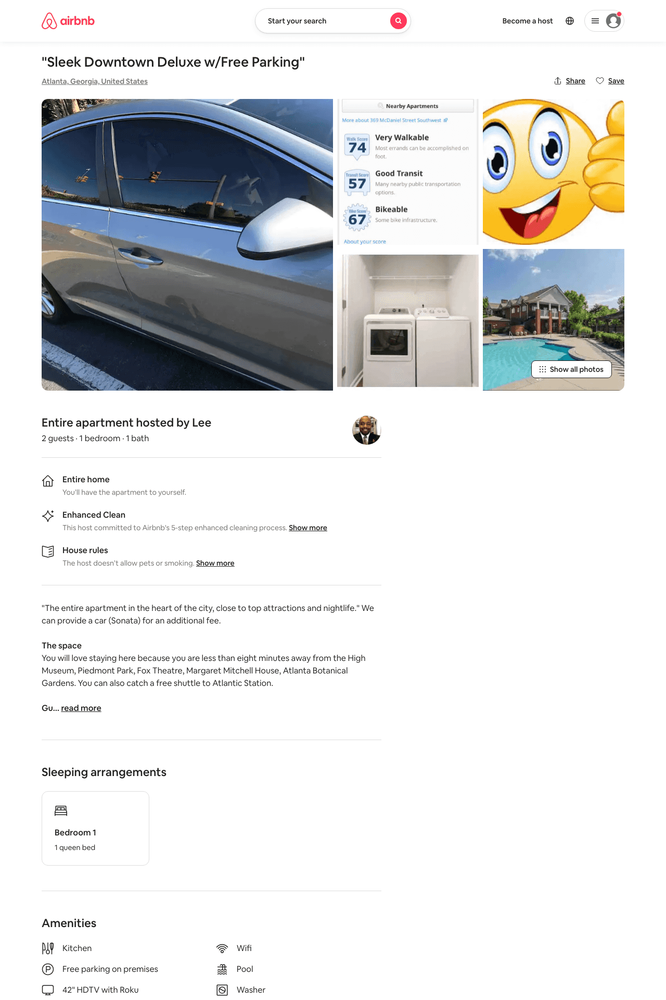 airbnb
Start your search
Become a host
"Sleek Downtown Deluxe w/Free Parking"
Atlanta, Georgia, United States
Share
Save
Nearby Apartments
More about 369 McDaniel Street Southwest
Walk Score
74
Very Walkable
Most errands can be accomplished on
foot.
Transit Score
57
Good Transit
Many nearby public transportation
options.
Bike Score
67
Bikeable
Some bike infrastructure.
About your score
Show all photos
Entire apartment hosted by Lee
2 guests · 1 bedroom · 1 bath
Entire home
You’ll have the apartment to yourself.
Enhanced Clean
This host committed to Airbnb's 5-step enhanced cleaning process. Show more
House rules
The host doesn’t allow pets or smoking. Show more
"The entire apartment in the heart of the city, close to top attractions and nightlife." We
can provide a car (Sonata) for an additional fee.
The space
You will love staying here because you are less than eight minutes away from the High
Museum, Piedmont Park, Fox Theatre, Margaret Mitchell House, Atlanta Botanical
Gardens. You can also catch a free shuttle to Atlantic Station.
Gu... read more
Sleeping arrangements
Bedroom 1
1 queen bed
Amenities
Kitchen
Wifi
Free parking on premises
Pool
42" HDTV with Roku
Washer